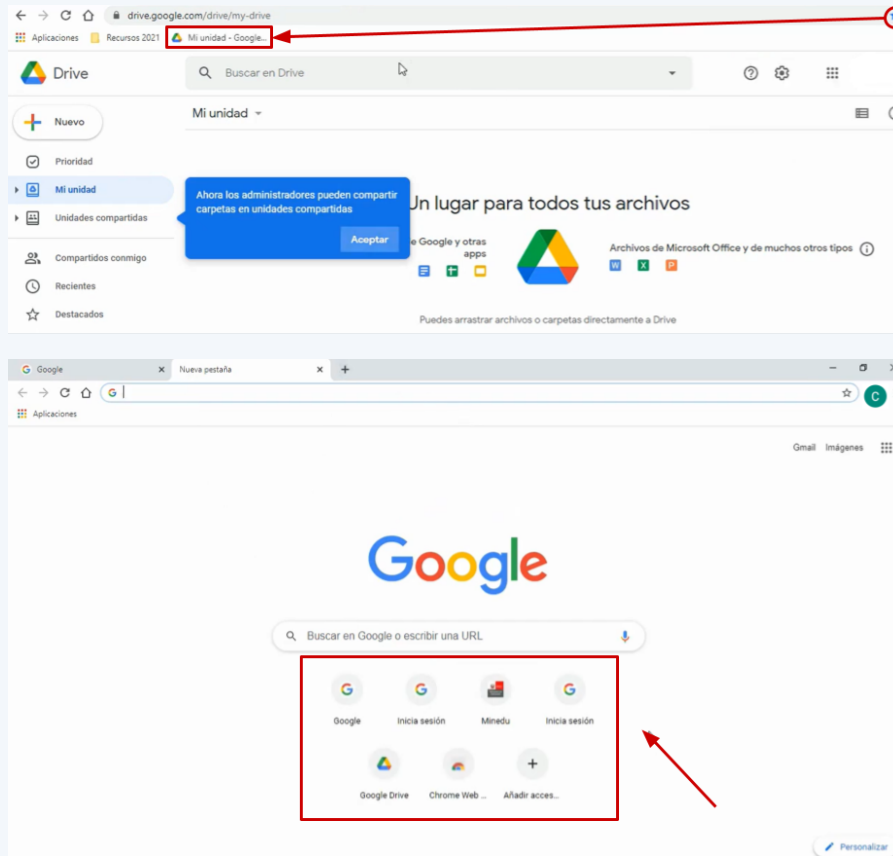 drive.google.com/drive/my-drive
Aplicaciones Recursos 2021 Mi unidad - Google...
Drive Buscar en Drive
Nuevo Mi unidad
Prioridad
Mi unidad
Unidades compartidas
Compartidos conmigo
Recientes
Destacados
Ahora los administradores pueden compartir
carpetas en unidades compartidas
Aceptar
Un lugar para todos tus archivos
e Google y otras
apps
Archivos de Microsoft Office y de muchos otros tipos
W X P
Puedes arrastrar archivos o carpetas directamente a Drive
Google Nueva pestaña
G C
Aplicaciones
Gmail Imágenes
Google
Buscar en Google o escribir una URL
Google Inicia sesión Minedu Inicia sesión
Google Drive Chrome Web ... Añadir acces...
Personalizar